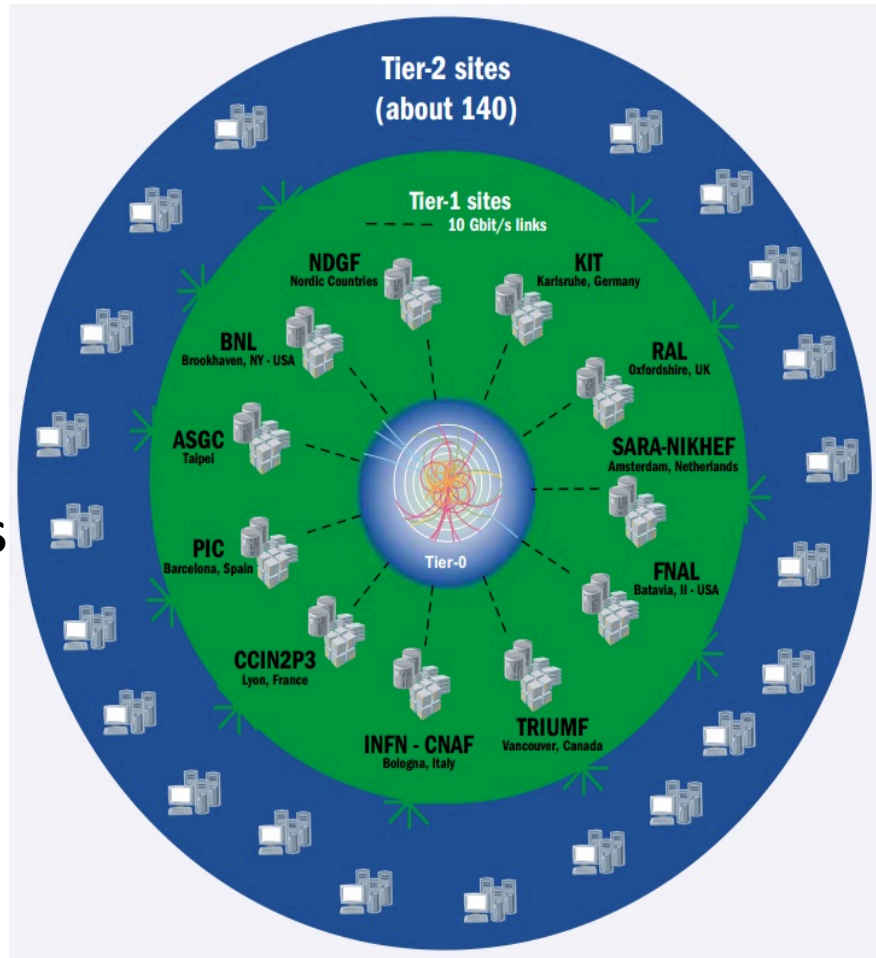 Tier-2 sites
(about 140)
Tier-1 sites
10 Gbit/s links
NDGF
Nordic Countries
KIT
Karlsruhe, Germany
BNL
Brookhaven, NY - USA
RAL
Oxfordshire, UK
ASGC
Taipei
SARA-NIKHEF
Amsterdam, Netherlands
s
PIC
Barcelona, Spain
Tier-0
FNAL
Batavia, Il - USA
CCIN2P3
Lyon, France
TRIUMF
Vancouver, Canada
INFN - CNAF
Bologna, Italy